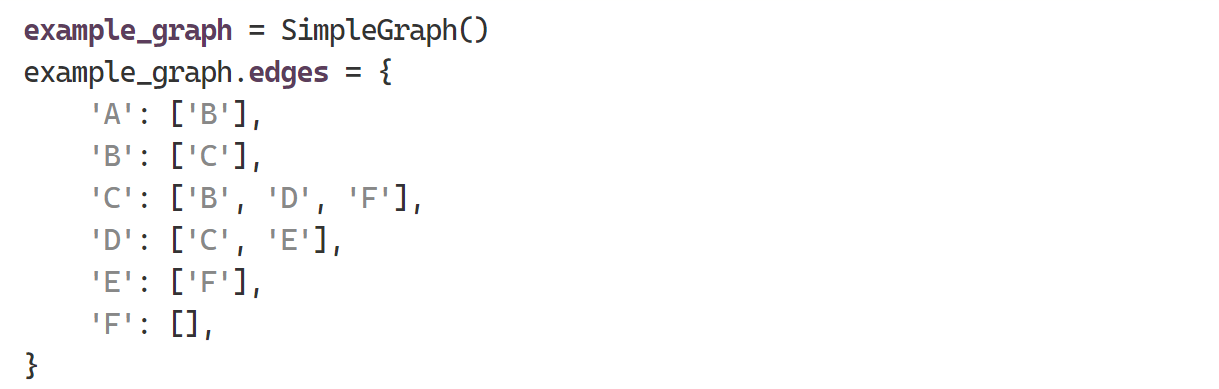 example_graph = SimpleGraph()
example_graph.edges = {
    'A': ['B'],
    'B': ['C'],
    'C': ['B', 'D', 'F'],
    'D': ['C', 'E'],
    'E': ['F'],
    'F': [],
}